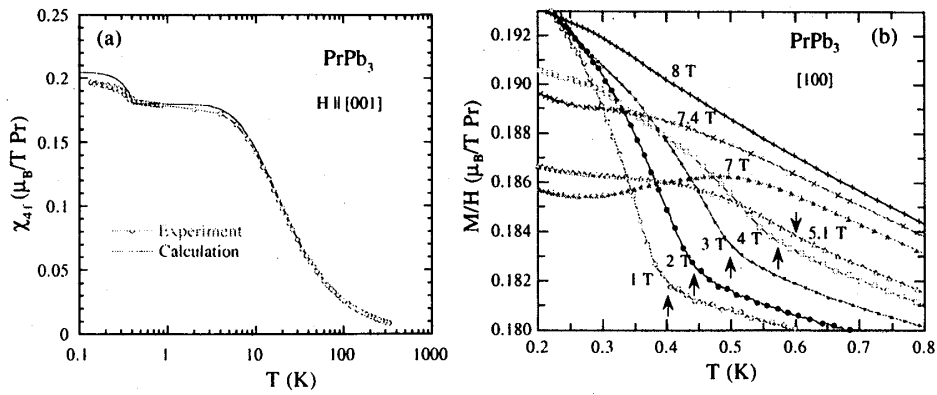 (a)
PrPb3
H || [001]
Experiment
Calculation
χ4f (μB/T Pr)
0.25
0.2
0.15
0.1
0.05
0
0.1
1
10
100
1000
T (K)
(b)
PrPb3
[100]
8 T
7.4 T
7 T
5.1 T
4 T
3 T
2 T
1 T
M/H (μB/T Pr)
0.192
0.190
0.188
0.186
0.184
0.182
0.180
0.2
0.3
0.4
0.5
0.6
0.7
0.8
T (K)